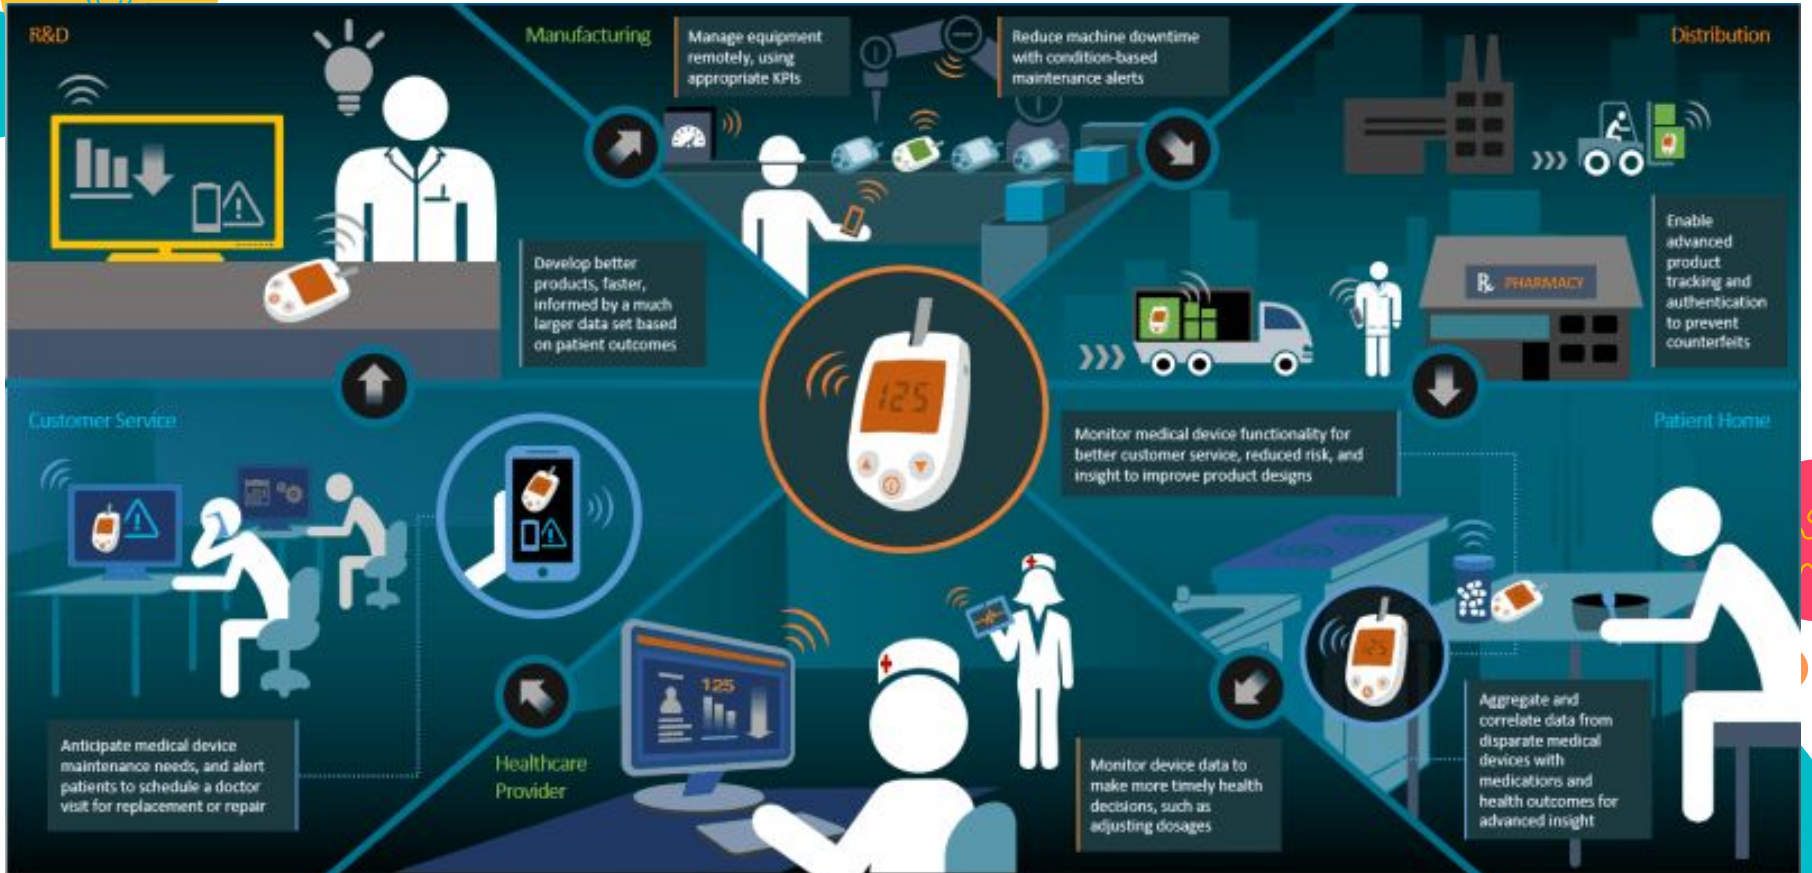 R&D
Develop better
products, faster,
informed by a much
larger data set based
on patient outcomes
Manufacturing
Manage equipment
remotely, using
appropriate KPIs
Reduce machine downtime
with condition-based
maintenance alerts
Distribution
Enable
advanced
product
tracking and
authentication
to prevent
counterfeits
Rx PHARMACY
125
Customer Service
Anticipate medical device
maintenance needs, and alert
patients to schedule a doctor
visit for replacement or repair
Healthcare
Provider
125
Monitor device data to
make more timely health
decisions, such as
adjusting dosages
Patient Home
Monitor medical device functionality for
better customer service, reduced risk, and
insight to improve product designs
125
Aggregate and
correlate data from
disparate medical
devices with
medications and
health outcomes for
advanced insight